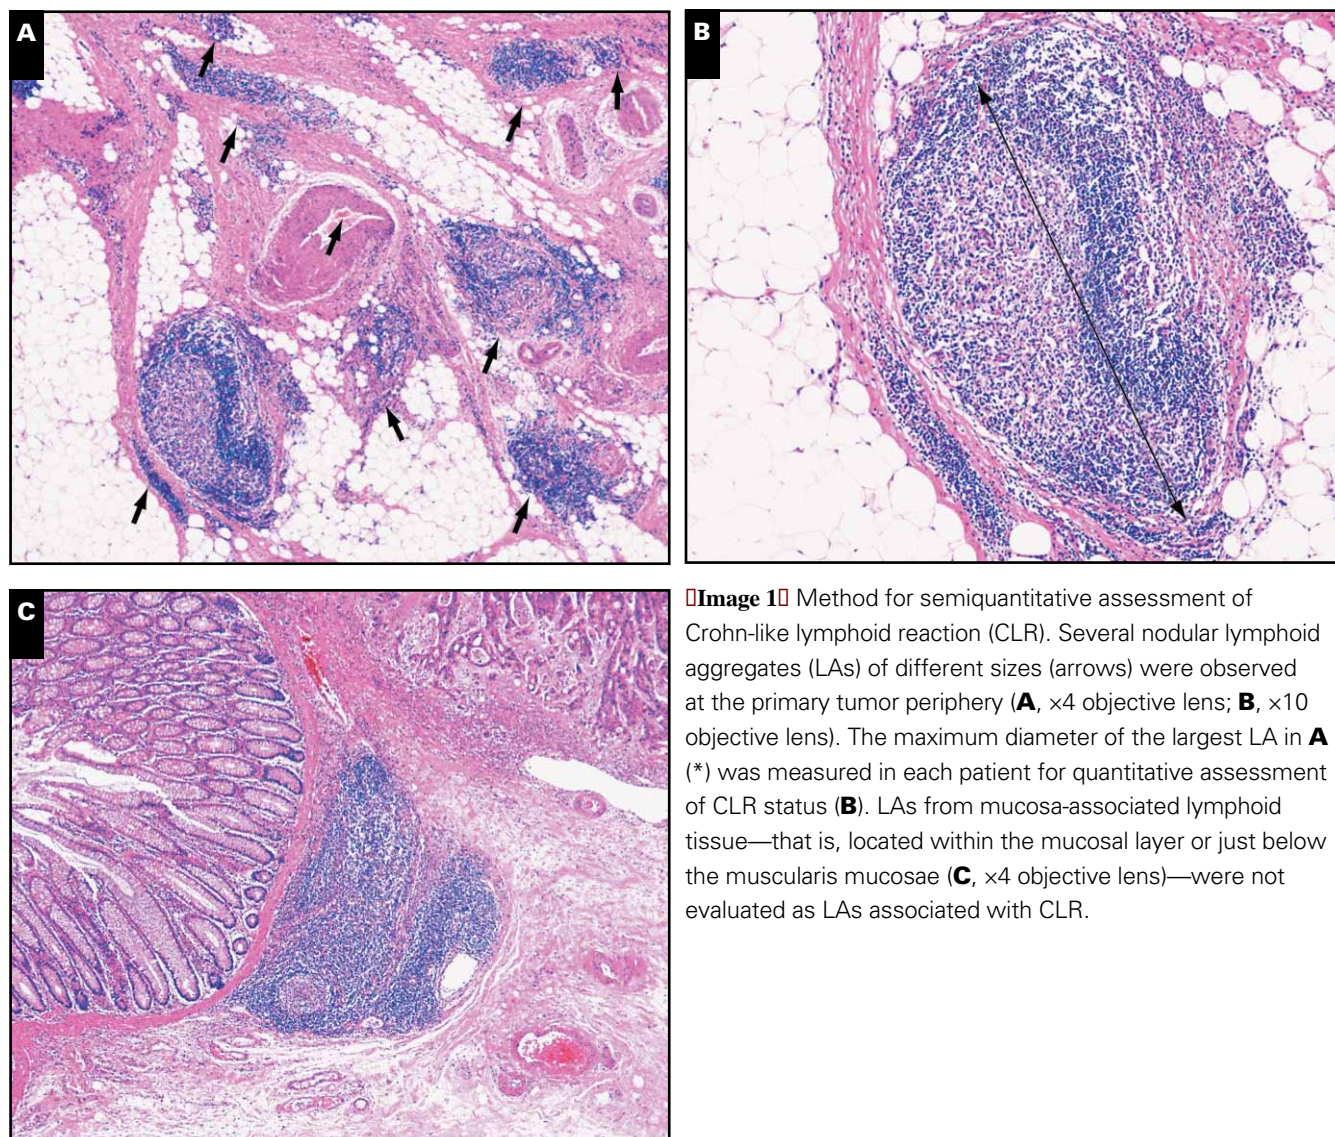 A
B
C
Image 1 Method for semiquantitative assessment of
Crohn-like lymphoid reaction (CLR). Several nodular lymphoid
aggregates (LAs) of different sizes (arrows) were observed
at the primary tumor periphery (A, ×4 objective lens; B, ×10
objective lens). The maximum diameter of the largest LA in A
(*) was measured in each patient for quantitative assessment
of CLR status (B). LAs from mucosa-associated lymphoid
tissue—that is, located within the mucosal layer or just below
the muscularis mucosae (C, ×4 objective lens)—were not
evaluated as LAs associated with CLR.